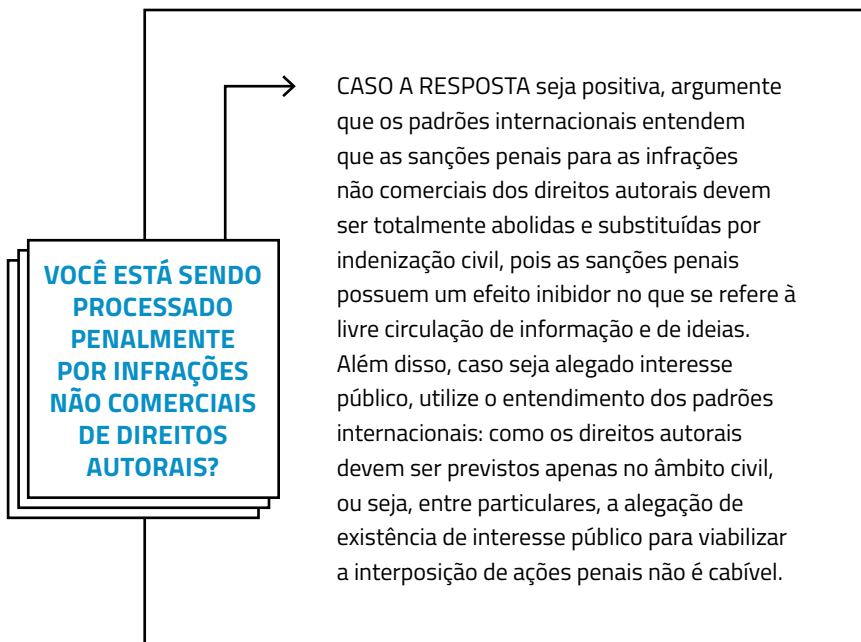 VOCÊ ESTÁ SENDO
PROCESSADO
PENALMENTE
POR INFRAÇÕES
NÃO COMERCIAIS
DE DIREITOS
AUTORAIS?
CASO A RESPOSTA seja positiva, argumente
que os padrões internacionais entendem
que as sanções penais para as infrações
não comerciais dos direitos autorais devem
ser totalmente abolidas e substituídas por
indenização civil, pois as sanções penais
possuem um efeito inibidor no que se refere à
livre circulação de informação e de ideias.
Além disso, caso seja alegado interesse
público, utilize o entendimento dos padrões
internacionais: como os direitos autorais
devem ser previstos apenas no âmbito civil,
ou seja, entre particulares, a alegação de
existência de interesse público para viabilizar
a interposição de ações penais não é cabível.